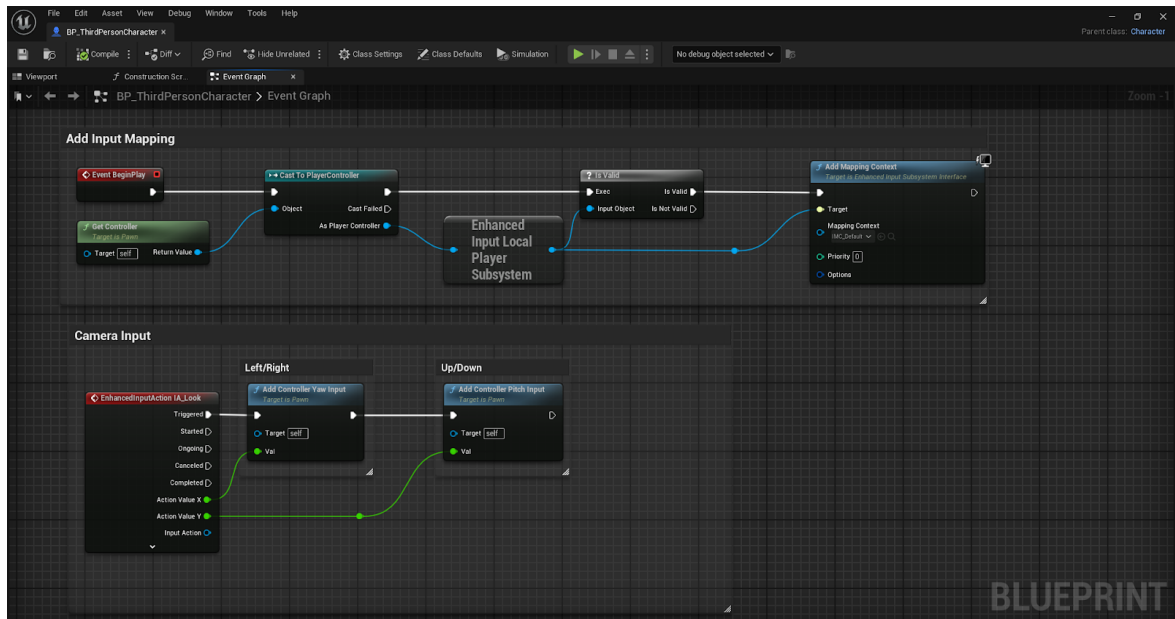 File Edit Asset View Debug Window Tools Help
BP_ThirdPersonCharacter
Parent class: Character
Compile Diff Find Hide Unrelated Class Settings Class Defaults Simulation No debug object selected
Viewport Construction Scr... Event Graph
BP_ThirdPersonCharacter > Event Graph Zoom -1
Add Input Mapping
Event BeginPlay
Get Controller
Target is Pawn
Target self Return Value
Cast To PlayerController
Object Cast Failed
As Player Controller
Enhanced
Input Local
Player
Subsystem
? Is Valid
Exec Is Valid
Input Object Is Not Valid
Add Mapping Context
Target is Enhanced Input Subsystem Interface
Target
Mapping Context
IMC_Default
Priority 0
Options
Camera Input
EnhancedInputAction IA_Look
Triggered
Started
Ongoing
Canceled
Completed
Action Value X
Action Value Y
Input Action
Left/Right
Add Controller Yaw Input
Target is Pawn
Target self
Val
Up/Down
Add Controller Pitch Input
Target is Pawn
Target self
Val
BLUEPRINT